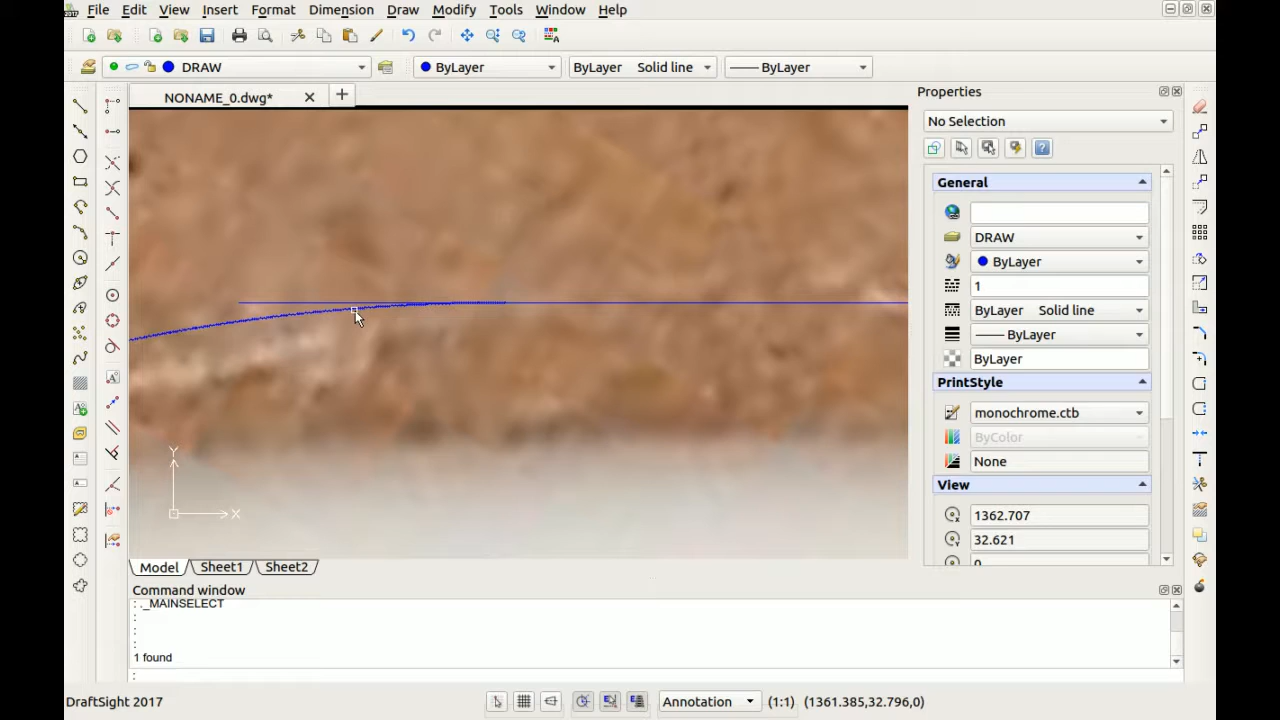 2017 File Edit View Insert Format Dimension Draw Modify Tools Window Help
DRAW ByLayer ByLayer Solid line ByLayer
NONAME_0.dwg*
Properties
No Selection
General
DRAW
ByLayer
1
ByLayer Solid line
ByLayer
ByLayer
PrintStyle
monochrome.ctb
ByColor
None
View
X 1362.707
Y 32.621
0
Y
X
Model Sheet1 Sheet2
Command window
: ._MAINSELECT
:
:
:
1 found
:
DraftSight 2017 Annotation (1:1) (1361.385,32.796,0)